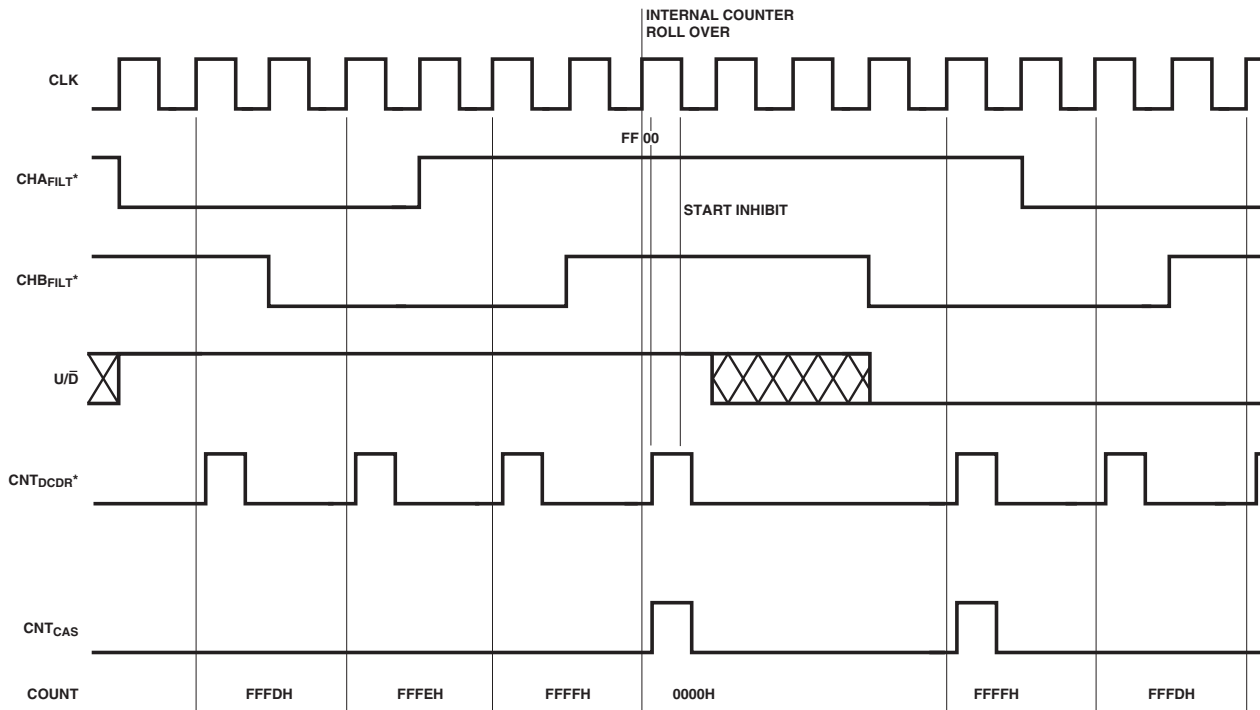 INTERNAL COUNTER
ROLL OVER
CLK
FF 00
CHAFILT*
START INHIBIT
CHBFILT*
U/D̅
CNTDCDR*
CNTCAS
COUNT FFFDH FFFEH FFFFH 0000H FFFFH FFFDH